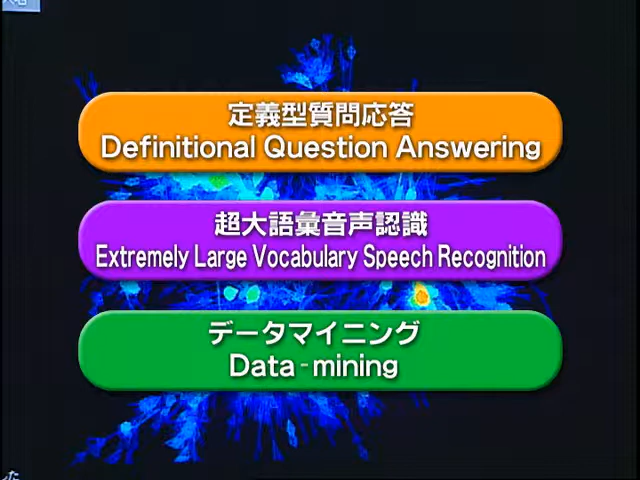 定義型質問応答
Definitional Question Answering
超大語彙音声認識
Extremely Large Vocabulary Speech Recognition
データマイニング
Data-mining
た